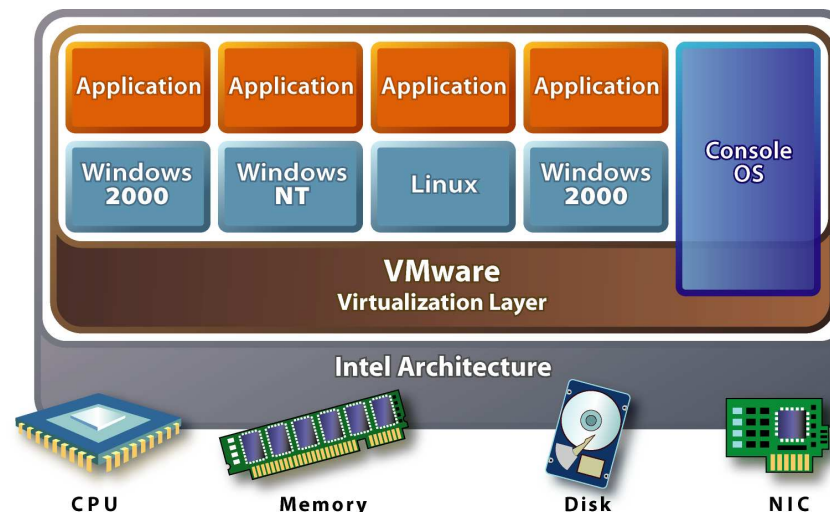 Application
Application
Application
Application
Console
OS
Windows
2000
Windows
NT
Linux
Windows
2000
VMware
Virtualization Layer
Intel Architecture
CPU
Memory
Disk
NIC